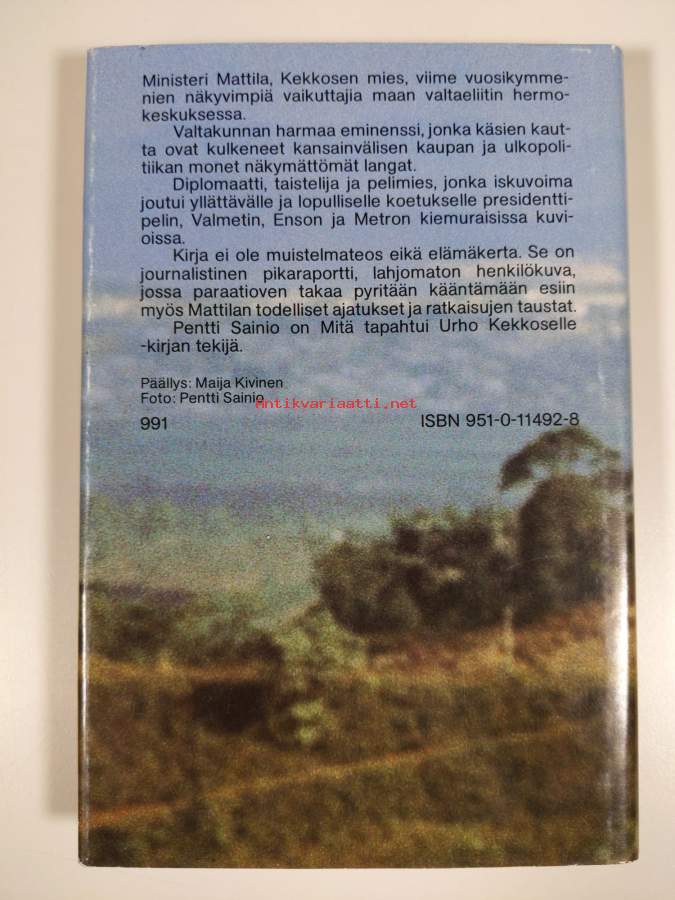 Ministeri Mattila, Kekkosen mies, viime vuosikymme-
nien näkyvimpiä vaikuttajia maan valtaeliitin hermo-
keskuksessa.
Valtakunnan harmaa eminenssi, jonka käsien kaut-
ta ovat kulkeneet kansainvälisen kaupan ja ulkopoli-
tiikan monet näkymättömät langat.
Diplomaatti, taistelija ja pelimies, jonka iskuvoima
joutui yllättävälle ja lopulliselle koetukselle presidentti-
pelin, Valmetin, Enson ja Metron kiemuraisissa kuvi-
oissa.
Kirja ei ole muistelmateos eikä elämäkerta. Se on
journalistinen pikaraportti, lahjomaton henkilökuva,
jossa paraatioven takaa pyritään kääntämään esiin
myös Mattilan todelliset ajatukset ja ratkaisujen taustat.
Pentti Sainio on Mitä tapahtui Urho Kekkoselle
-kirjan tekijä.
Päällys: Maija Kivinen
Foto: Pentti Sainio
Antikvariaatti.net
991 ISBN 951-0-11492-8